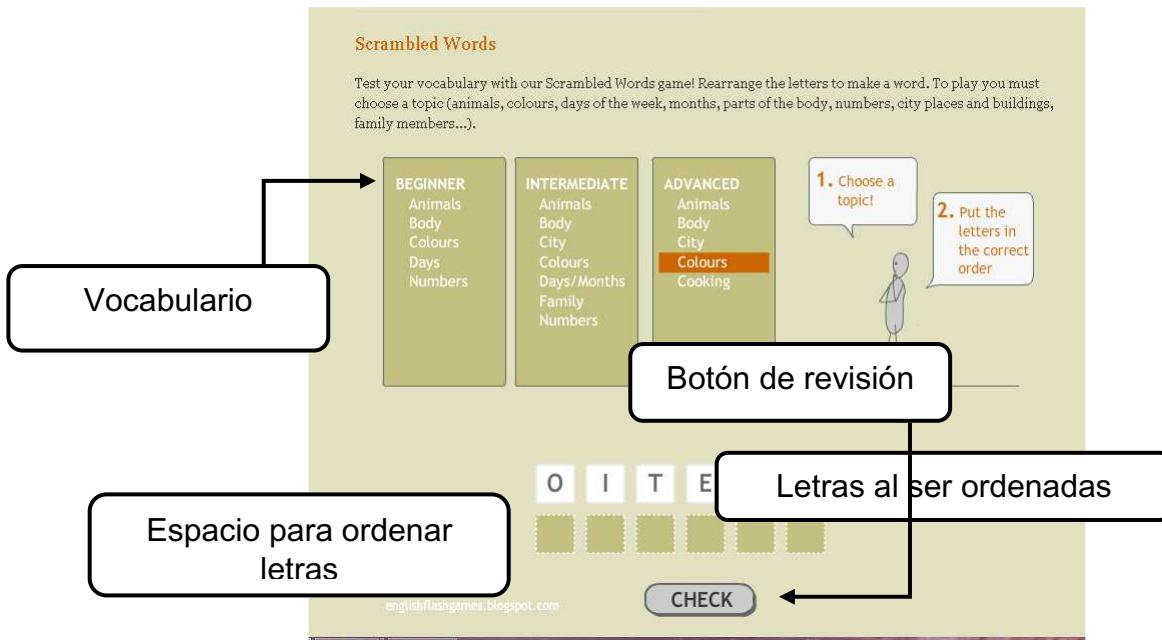 Scrambled Words
Test your vocabulary with our Scrambled Words game! Rearrange the letters to make a word. To play you must
choose a topic (animals, colours, days of the week, months, parts of the body, numbers, city places and buildings,
family members...).
BEGINNER
Animals
Body
Colours
Days
Numbers
INTERMEDIATE
Animals
Body
City
Colours
Days/Months
Family
Numbers
ADVANCED
Animals
Body
City
Colours
Cooking
1. Choose a
topic!
2. Put the
letters in
the correct
order
Vocabulario
Botón de revisión
O I T E
Letras al ser ordenadas
Espacio para ordenar
letras
CHECK
englishflashgames.blogspot.com